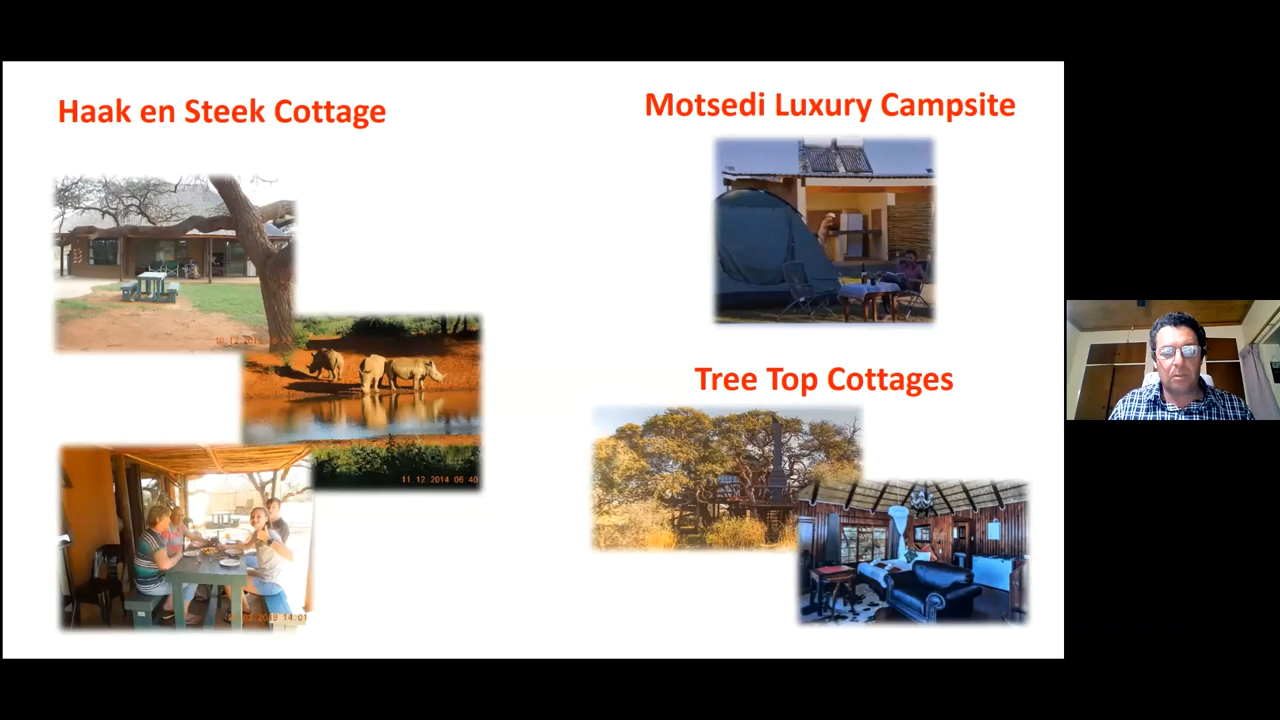 Haak en Steek Cottage
Motsedi Luxury Campsite
11 12 2014 06:40
Tree Top Cottages